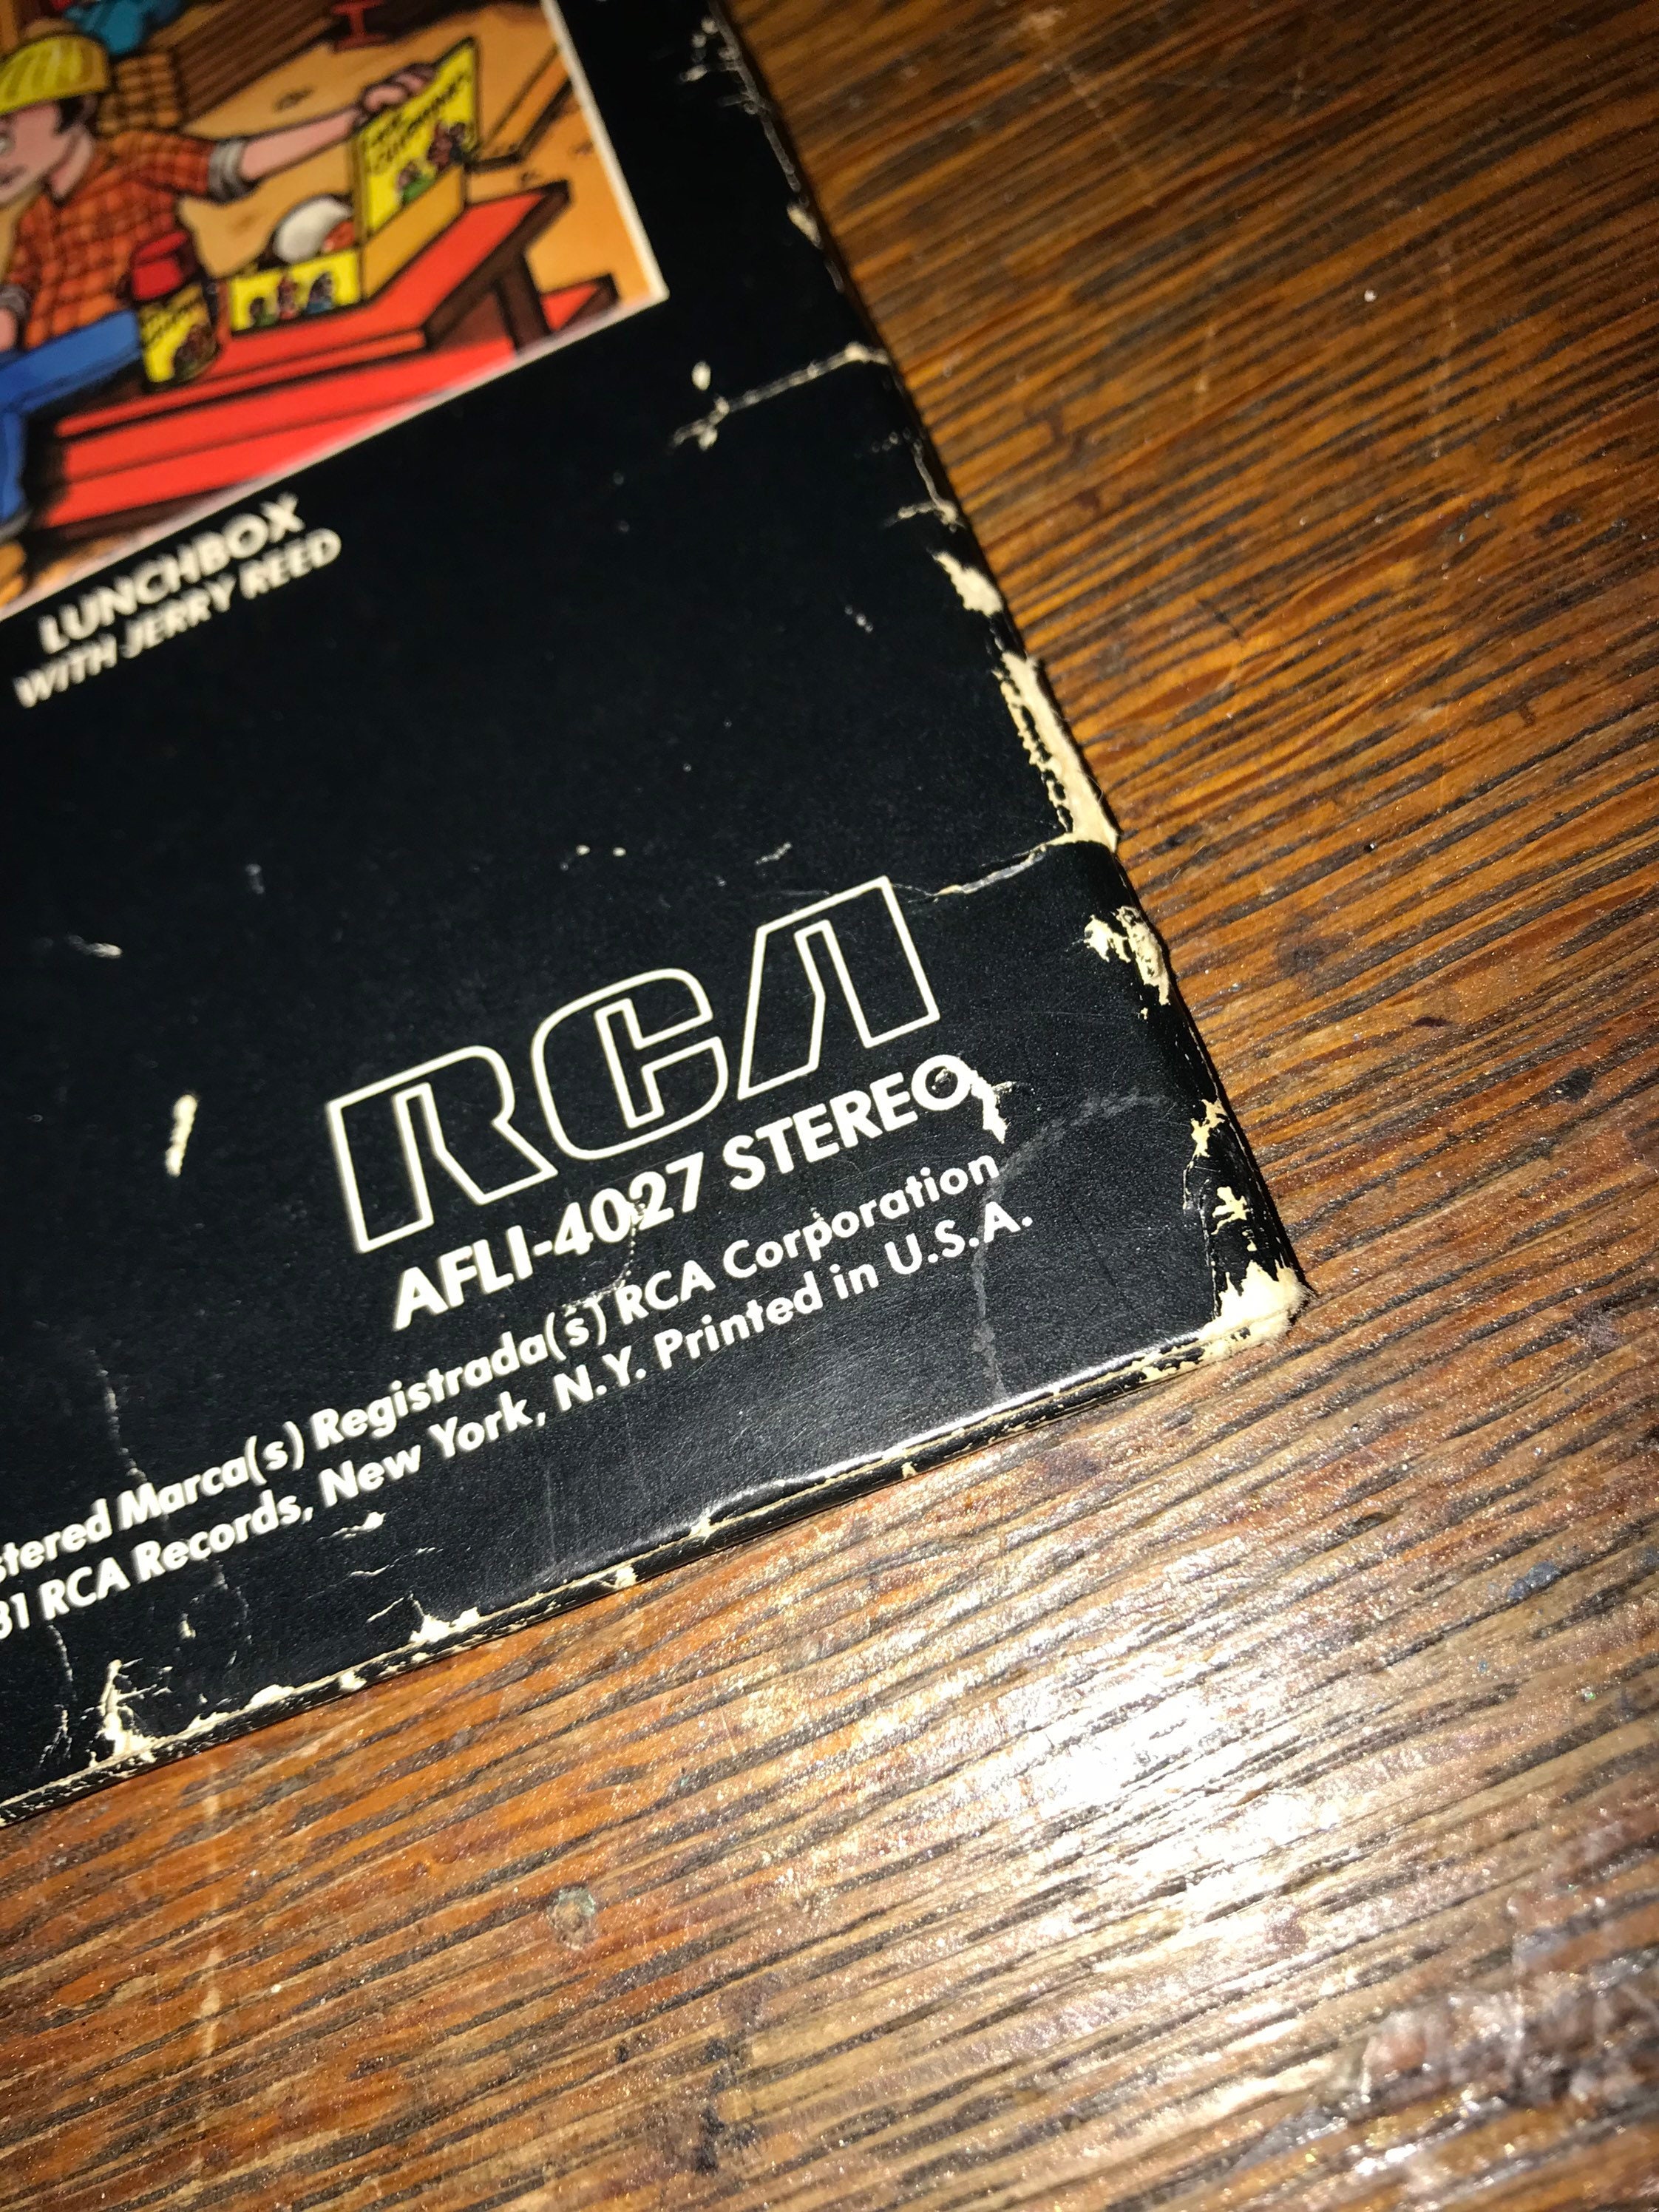 LUNCHBOX
WITH JERRY REED
RCA
AFL1-4027 STEREO
stered Marca(s) Registrada(s) RCA Corporation
81 RCA Records, New York, N.Y. Printed in U.S.A.